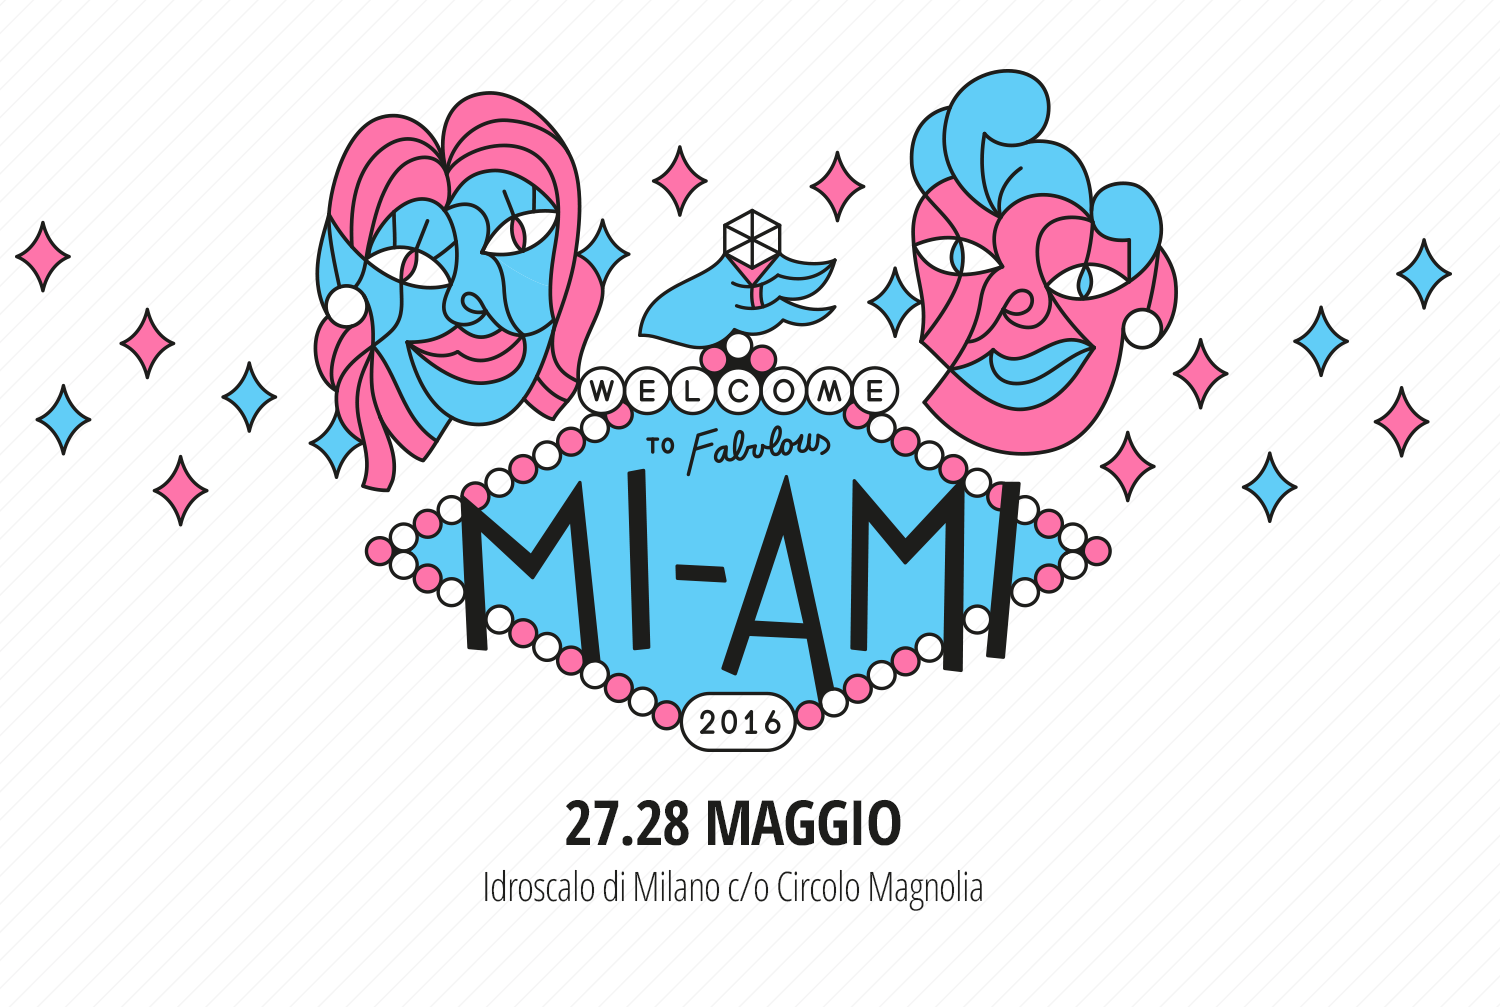 WELCOME
TO Fabulous
MI-AMI
2016
27.28 MAGGIO
Idroscalo di Milano c/o Circolo Magnolia